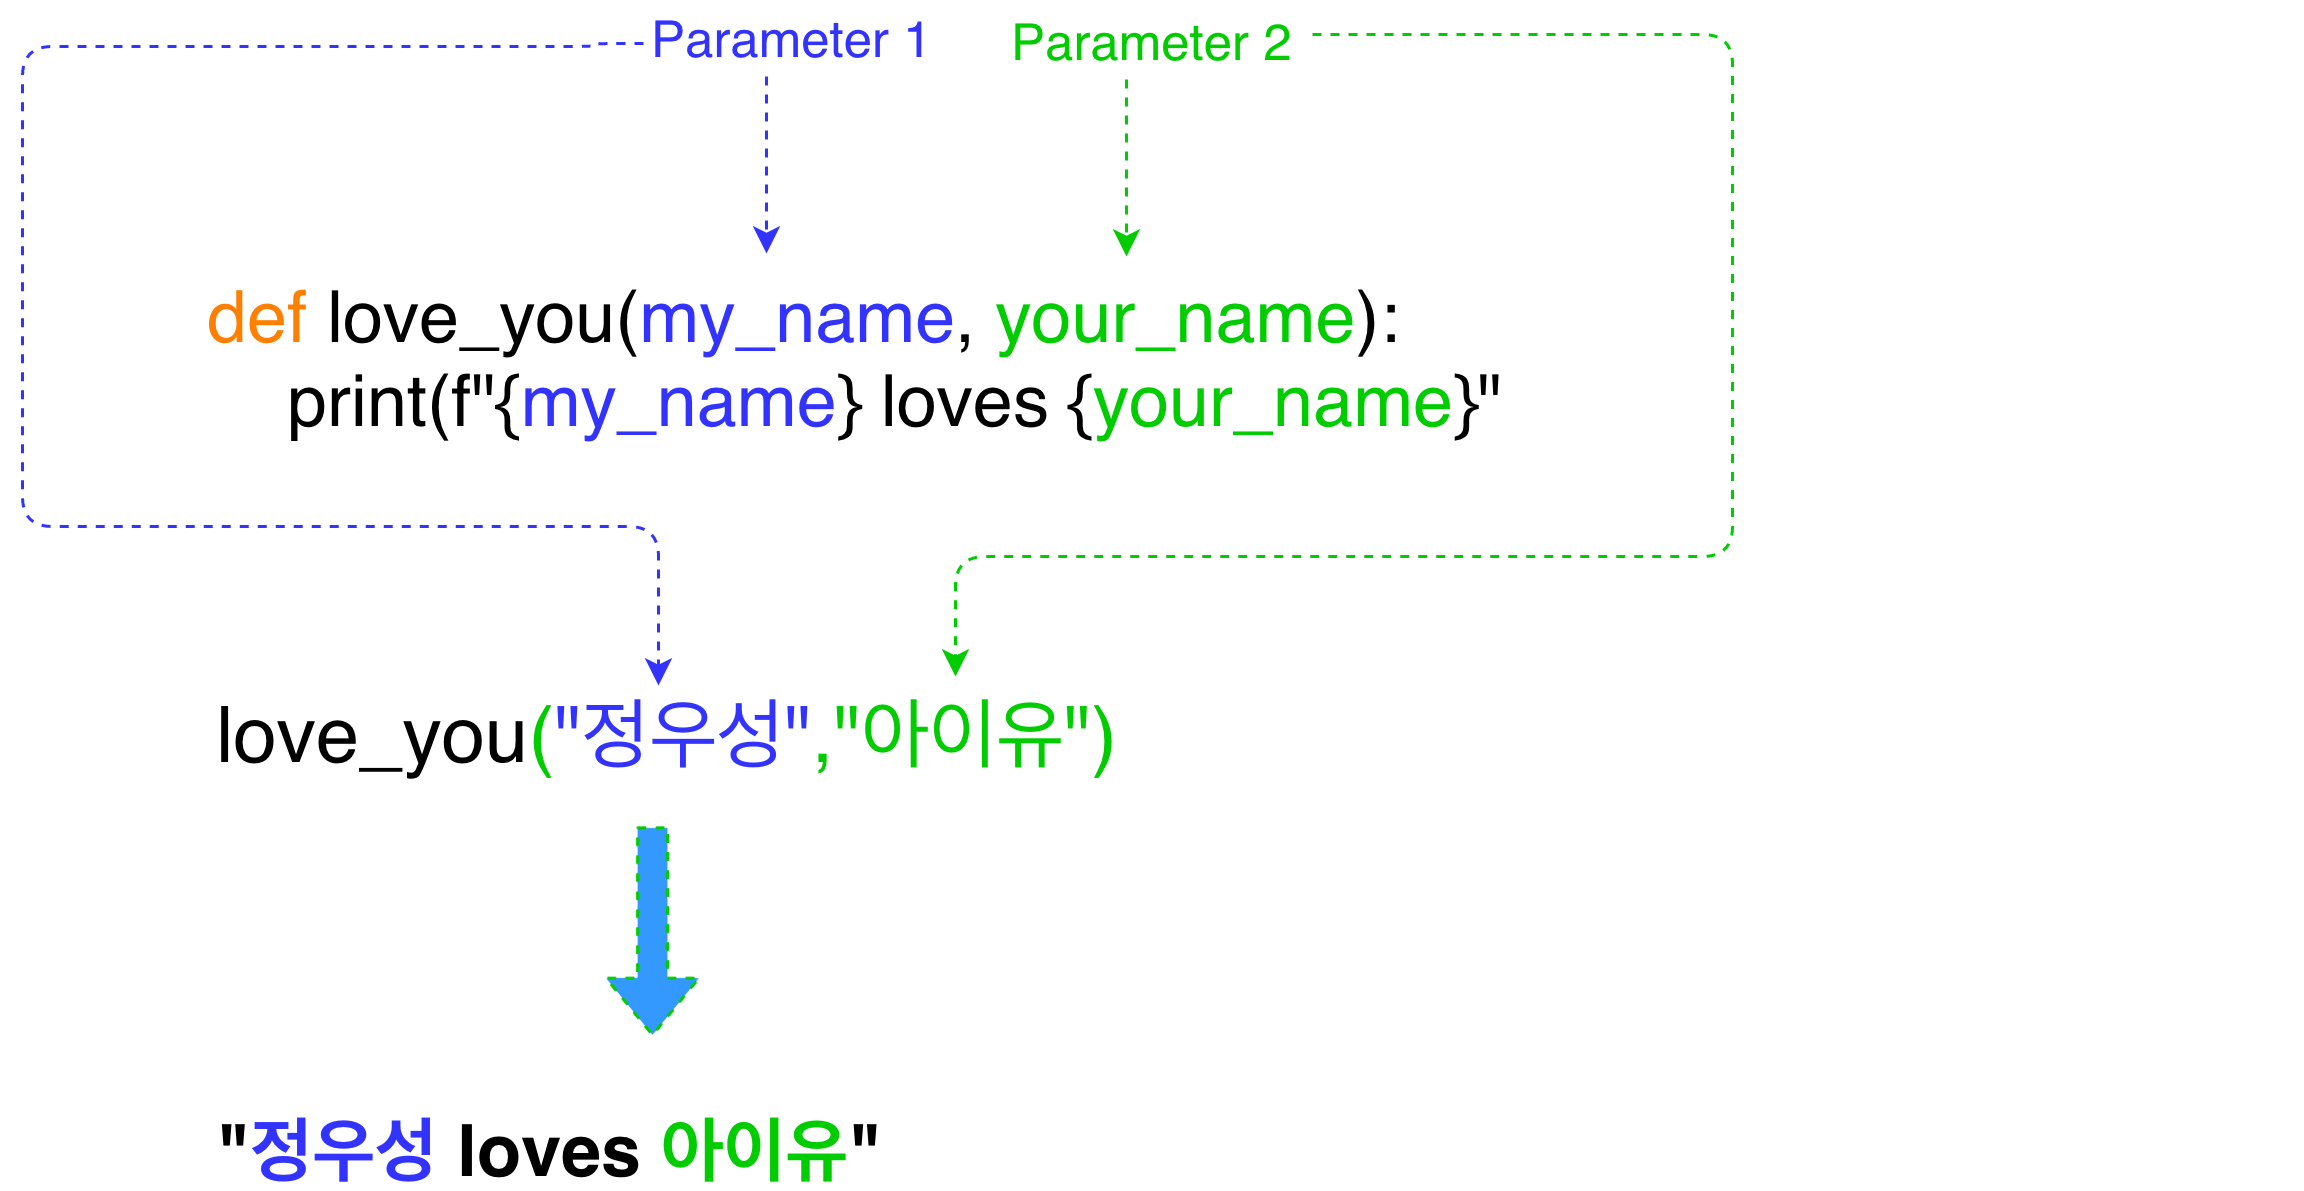 Parameter 1 Parameter 2
def love_you(my_name, your_name):
print(f"{my_name} loves {your_name}"
love_you("정우성","아이유")
"정우성 loves 아이유"